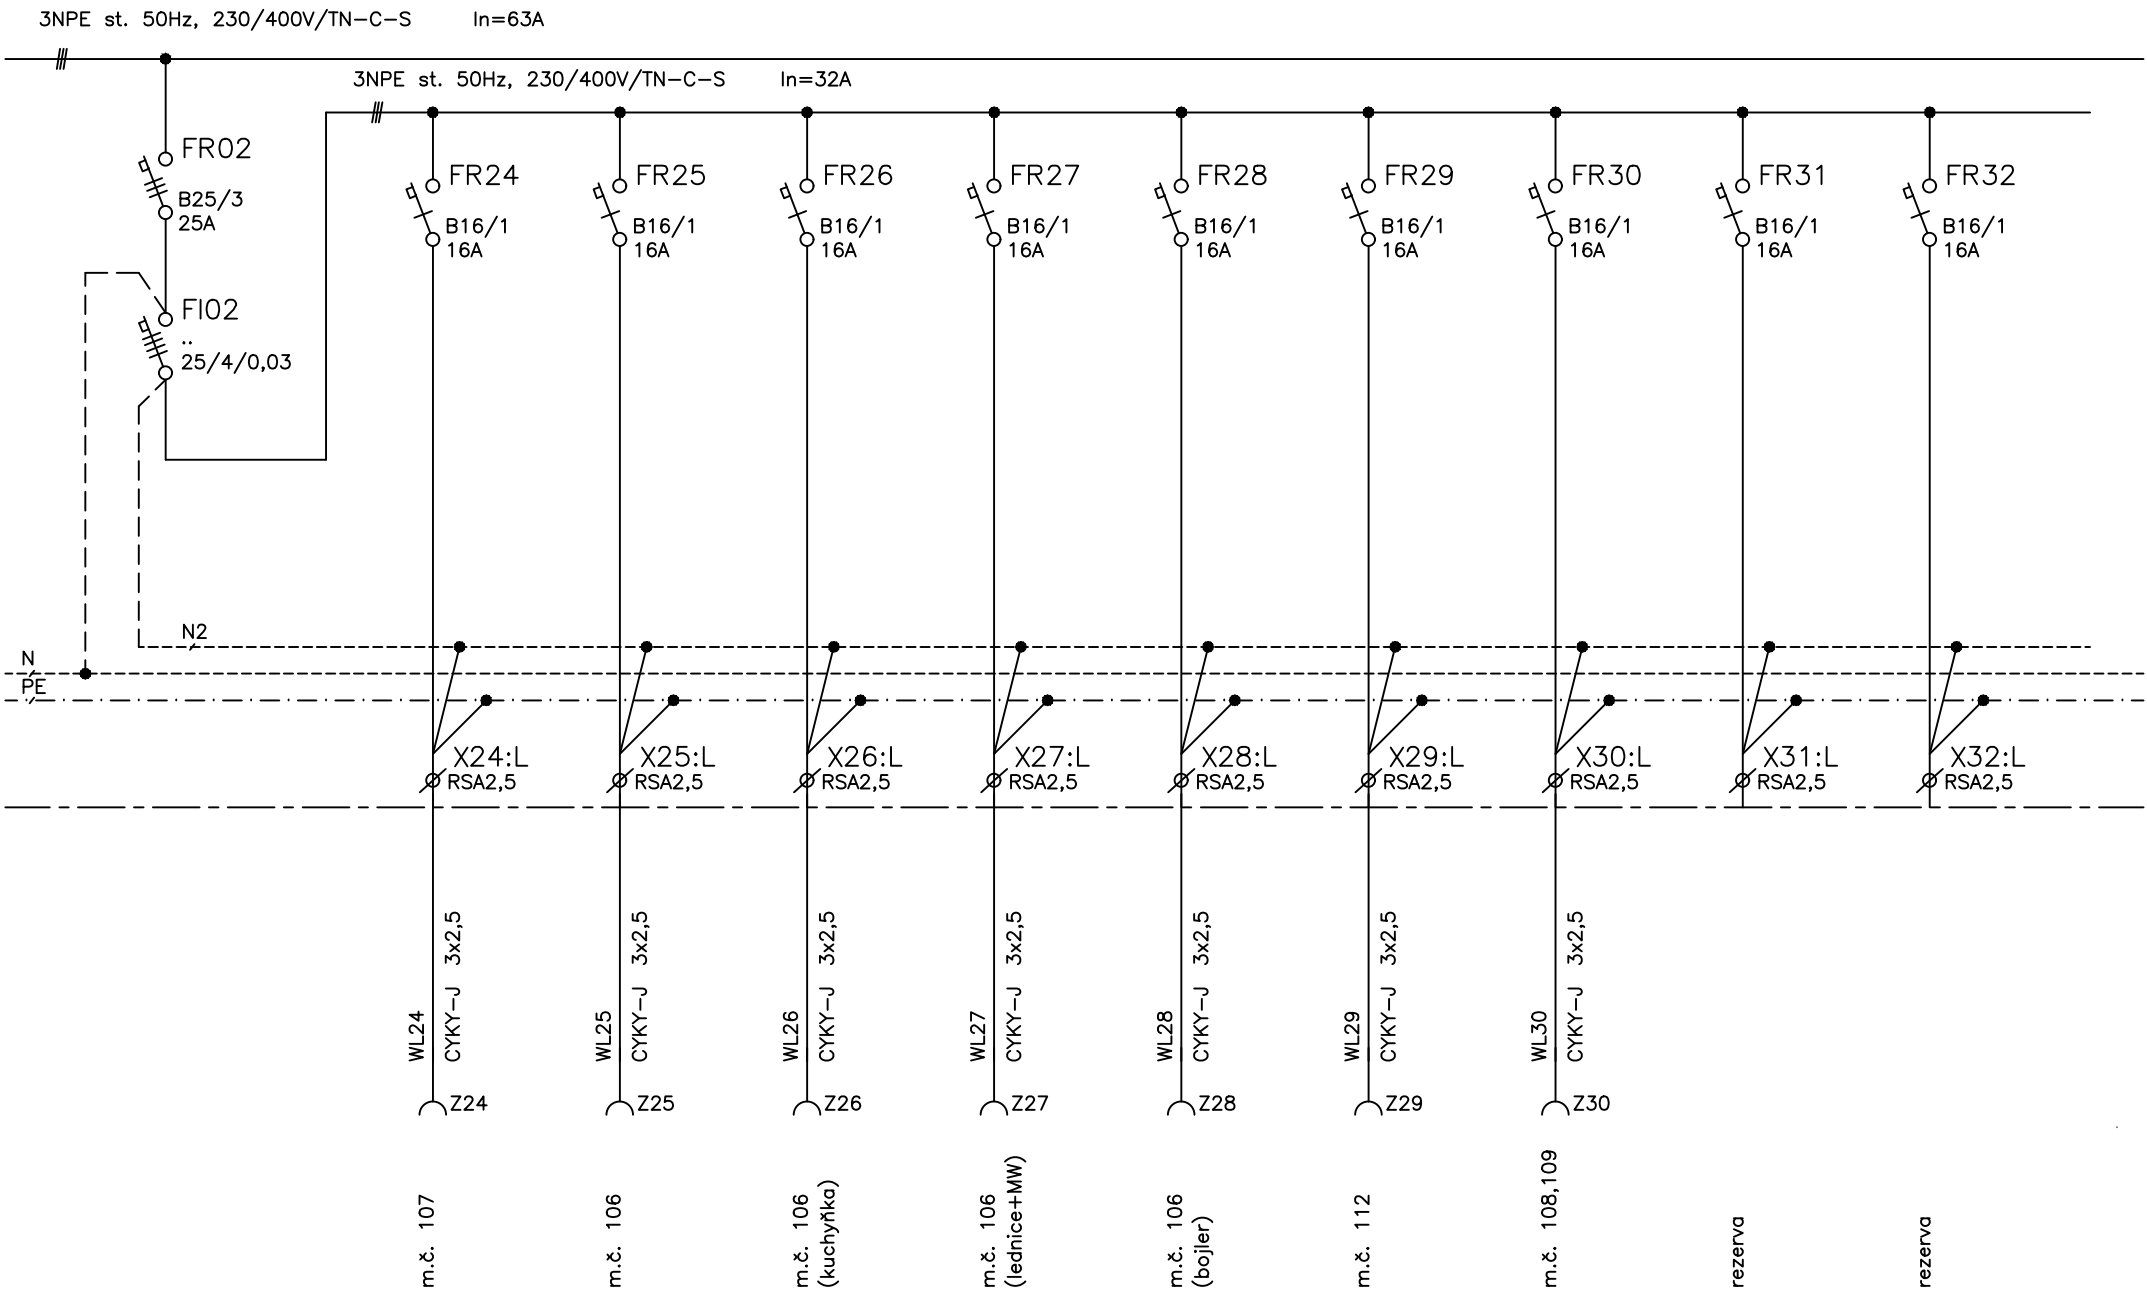 3NPE st. 50Hz, 230/400V/TN-C-S In=63A
3NPE st. 50Hz, 230/400V/TN-C-S In=32A
FR02
B25/3
25A
FI02
..
25/4/0,03
FR24
B16/1
16A
FR25
B16/1
16A
FR26
B16/1
16A
FR27
B16/1
16A
FR28
B16/1
16A
FR29
B16/1
16A
FR30
B16/1
16A
FR31
B16/1
16A
FR32
B16/1
16A
N2
N
PE
X24:L
RSA2,5
X25:L
RSA2,5
X26:L
RSA2,5
X27:L
RSA2,5
X28:L
RSA2,5
X29:L
RSA2,5
X30:L
RSA2,5
X31:L
RSA2,5
X32:L
RSA2,5
WL24
CYKY-J 3x2,5
WL25
CYKY-J 3x2,5
WL26
CYKY-J 3x2,5
WL27
CYKY-J 3x2,5
WL28
CYKY-J 3x2,5
WL29
CYKY-J 3x2,5
WL30
CYKY-J 3x2,5
Z24
Z25
Z26
Z27
Z28
Z29
Z30
m.č. 107
m.č. 106
m.č. 106
(kuchyňka)
m.č. 106
(lednice+MW)
m.č. 106
(bojler)
m.č. 112
m.č. 108,109
rezerva
rezerva